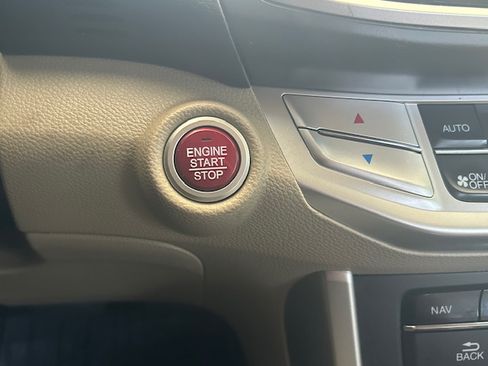 ENGINE
START
STOP
AUTO
ON/
OFF
NAV
BACK